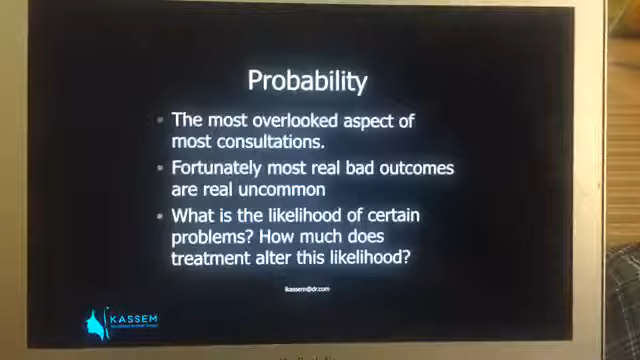 Probability
• The most overlooked aspect of
most consultations.
• Fortunately most real bad outcomes
are real uncommon
• What is the likelihood of certain
problems? How much does
treatment alter this likelihood?
ikassem@dr.com
KASSEM